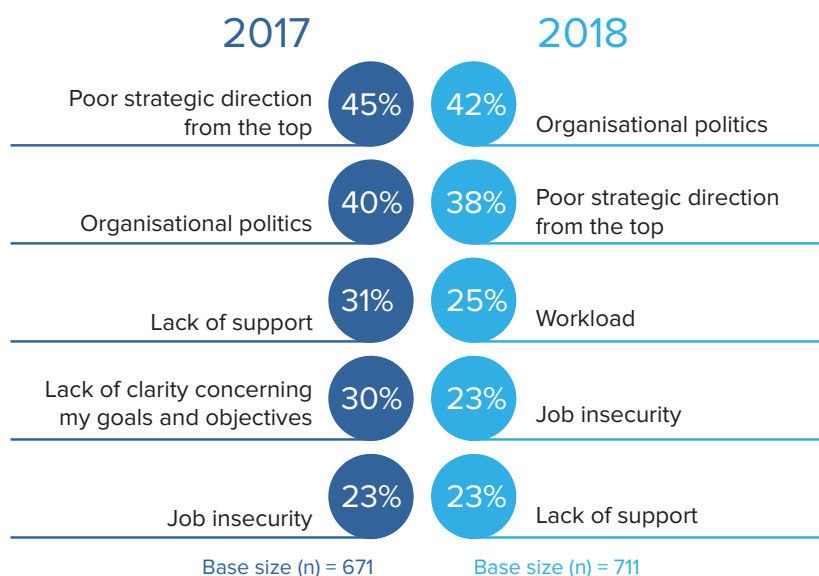 2017
2018
Poor strategic direction
from the top
45%
42%
Organisational politics
Organisational politics
40%
38%
Poor strategic direction
from the top
Lack of support
31%
25%
Workload
Lack of clarity concerning
my goals and objectives
30%
23%
Job insecurity
Job insecurity
23%
23%
Lack of support
Base size (n) = 671
Base size (n) = 711